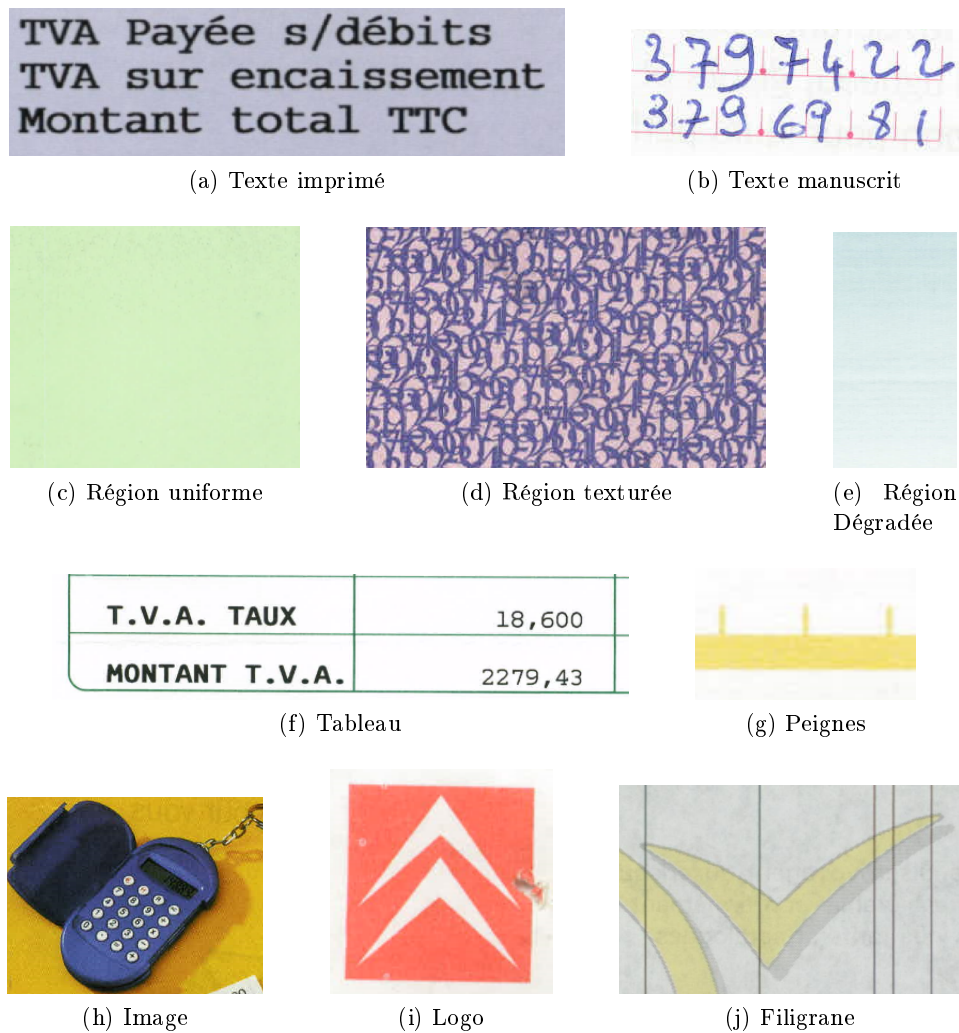 TVA Payée s/débits
TVA sur encaissement
Montant total TTC
379.74.22
379.69.81
(a) Texte imprimé
(b) Texte manuscrit
(c) Région uniforme
(d) Région texturée
(e) Région
Dégradée
T.V.A. TAUX 18,600
MONTANT T.V.A. 2279,43
(f) Tableau
(g) Peignes
(h) Image
(i) Logo
(j) Filigrane